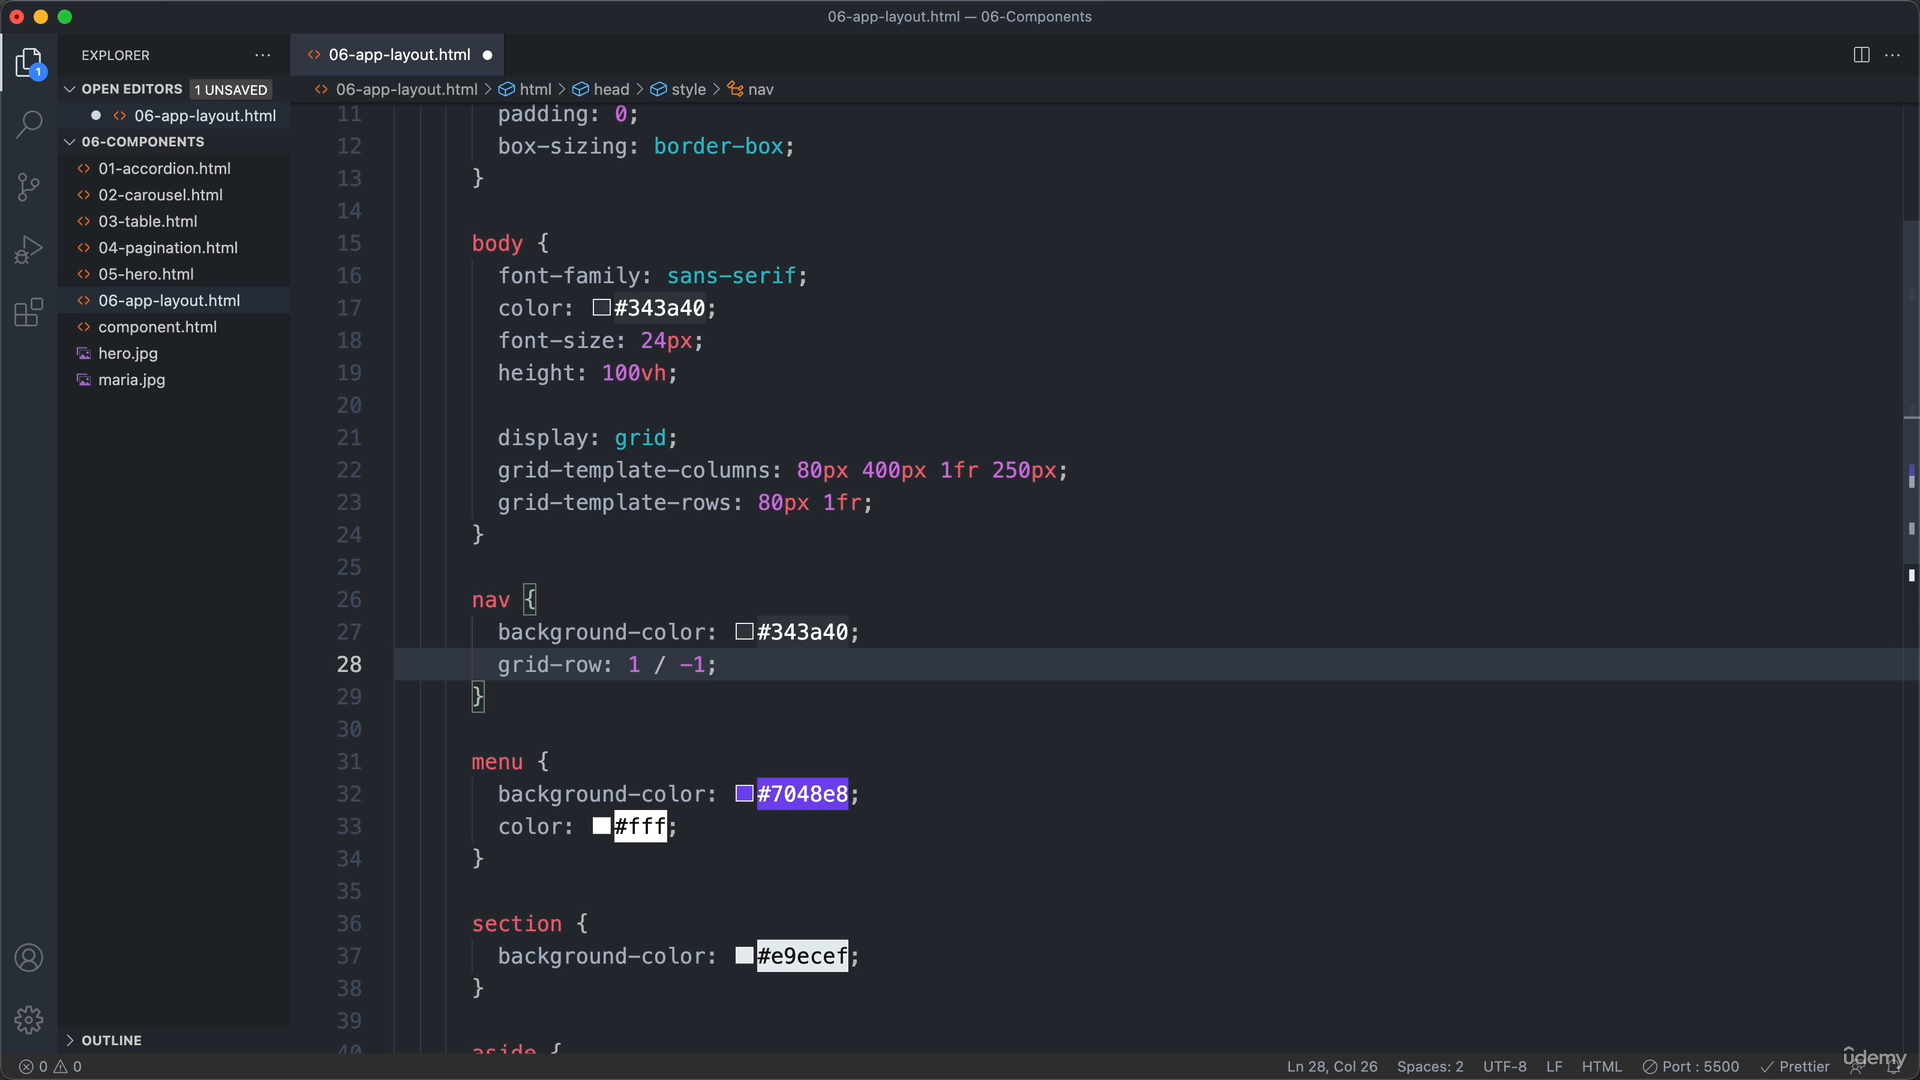 06-app-layout.html — 06-Components
EXPLORER
06-app-layout.html
OPEN EDITORS 1 UNSAVED
06-app-layout.html
06-COMPONENTS
01-accordion.html
02-carousel.html
03-table.html
04-pagination.html
05-hero.html
06-app-layout.html
component.html
hero.jpg
maria.jpg
OUTLINE
1
06-app-layout.html > html > head > style > nav
11 padding: 0;
12 box-sizing: border-box;
13 }
14
15 body {
16 font-family: sans-serif;
17 color: #343a40;
18 font-size: 24px;
19 height: 100vh;
20
21 display: grid;
22 grid-template-columns: 80px 400px 1fr 250px;
23 grid-template-rows: 80px 1fr;
24 }
25
26 nav {
27 background-color: #343a40;
28 grid-row: 1 / -1;
29 }
30
31 menu {
32 background-color: #7048e8;
33 color: #fff;
34 }
35
36 section {
37 background-color: #e9ecef;
38 }
39
40 aside {
0 0
Ln 28, Col 26 Spaces: 2 UTF-8 LF HTML Port : 5500 Prettier
udemy